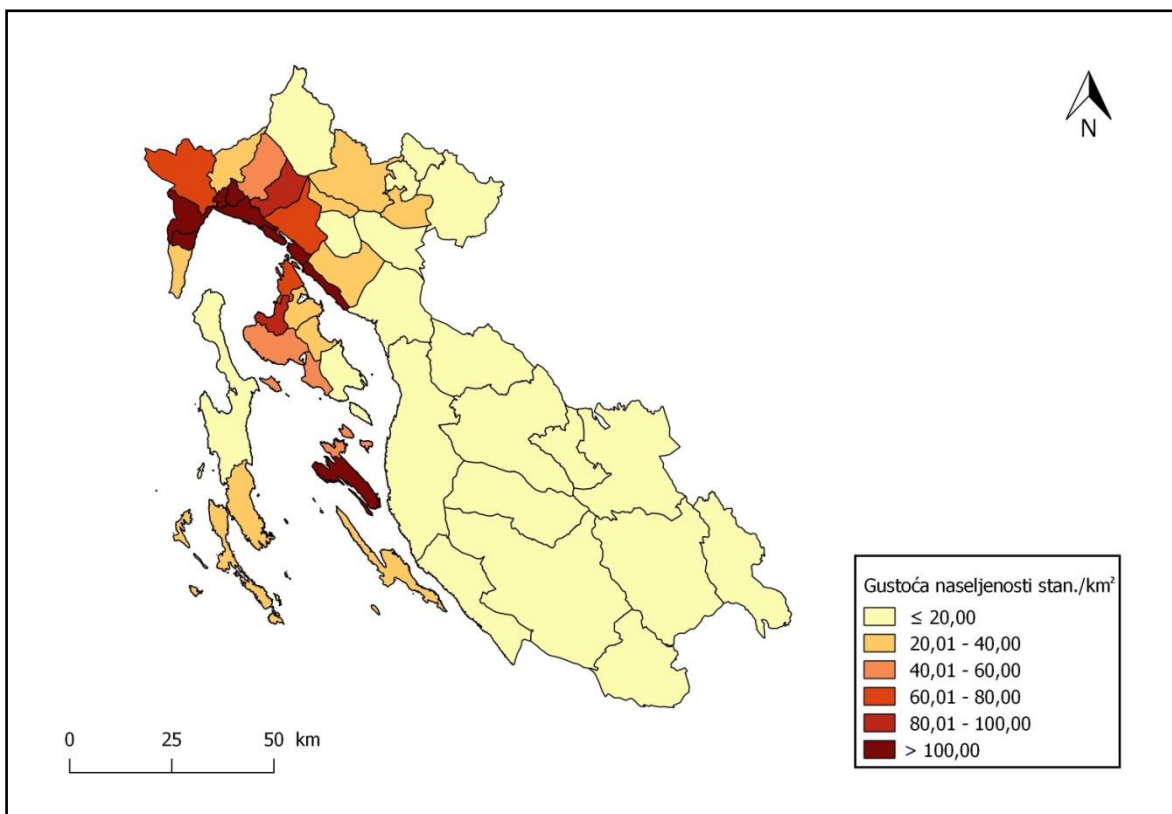 N
Gustoća naseljenosti stan./km²
≤ 20,00
20,01 - 40,00
40,01 - 60,00
60,01 - 80,00
80,01 - 100,00
> 100,00
0 25 50 km